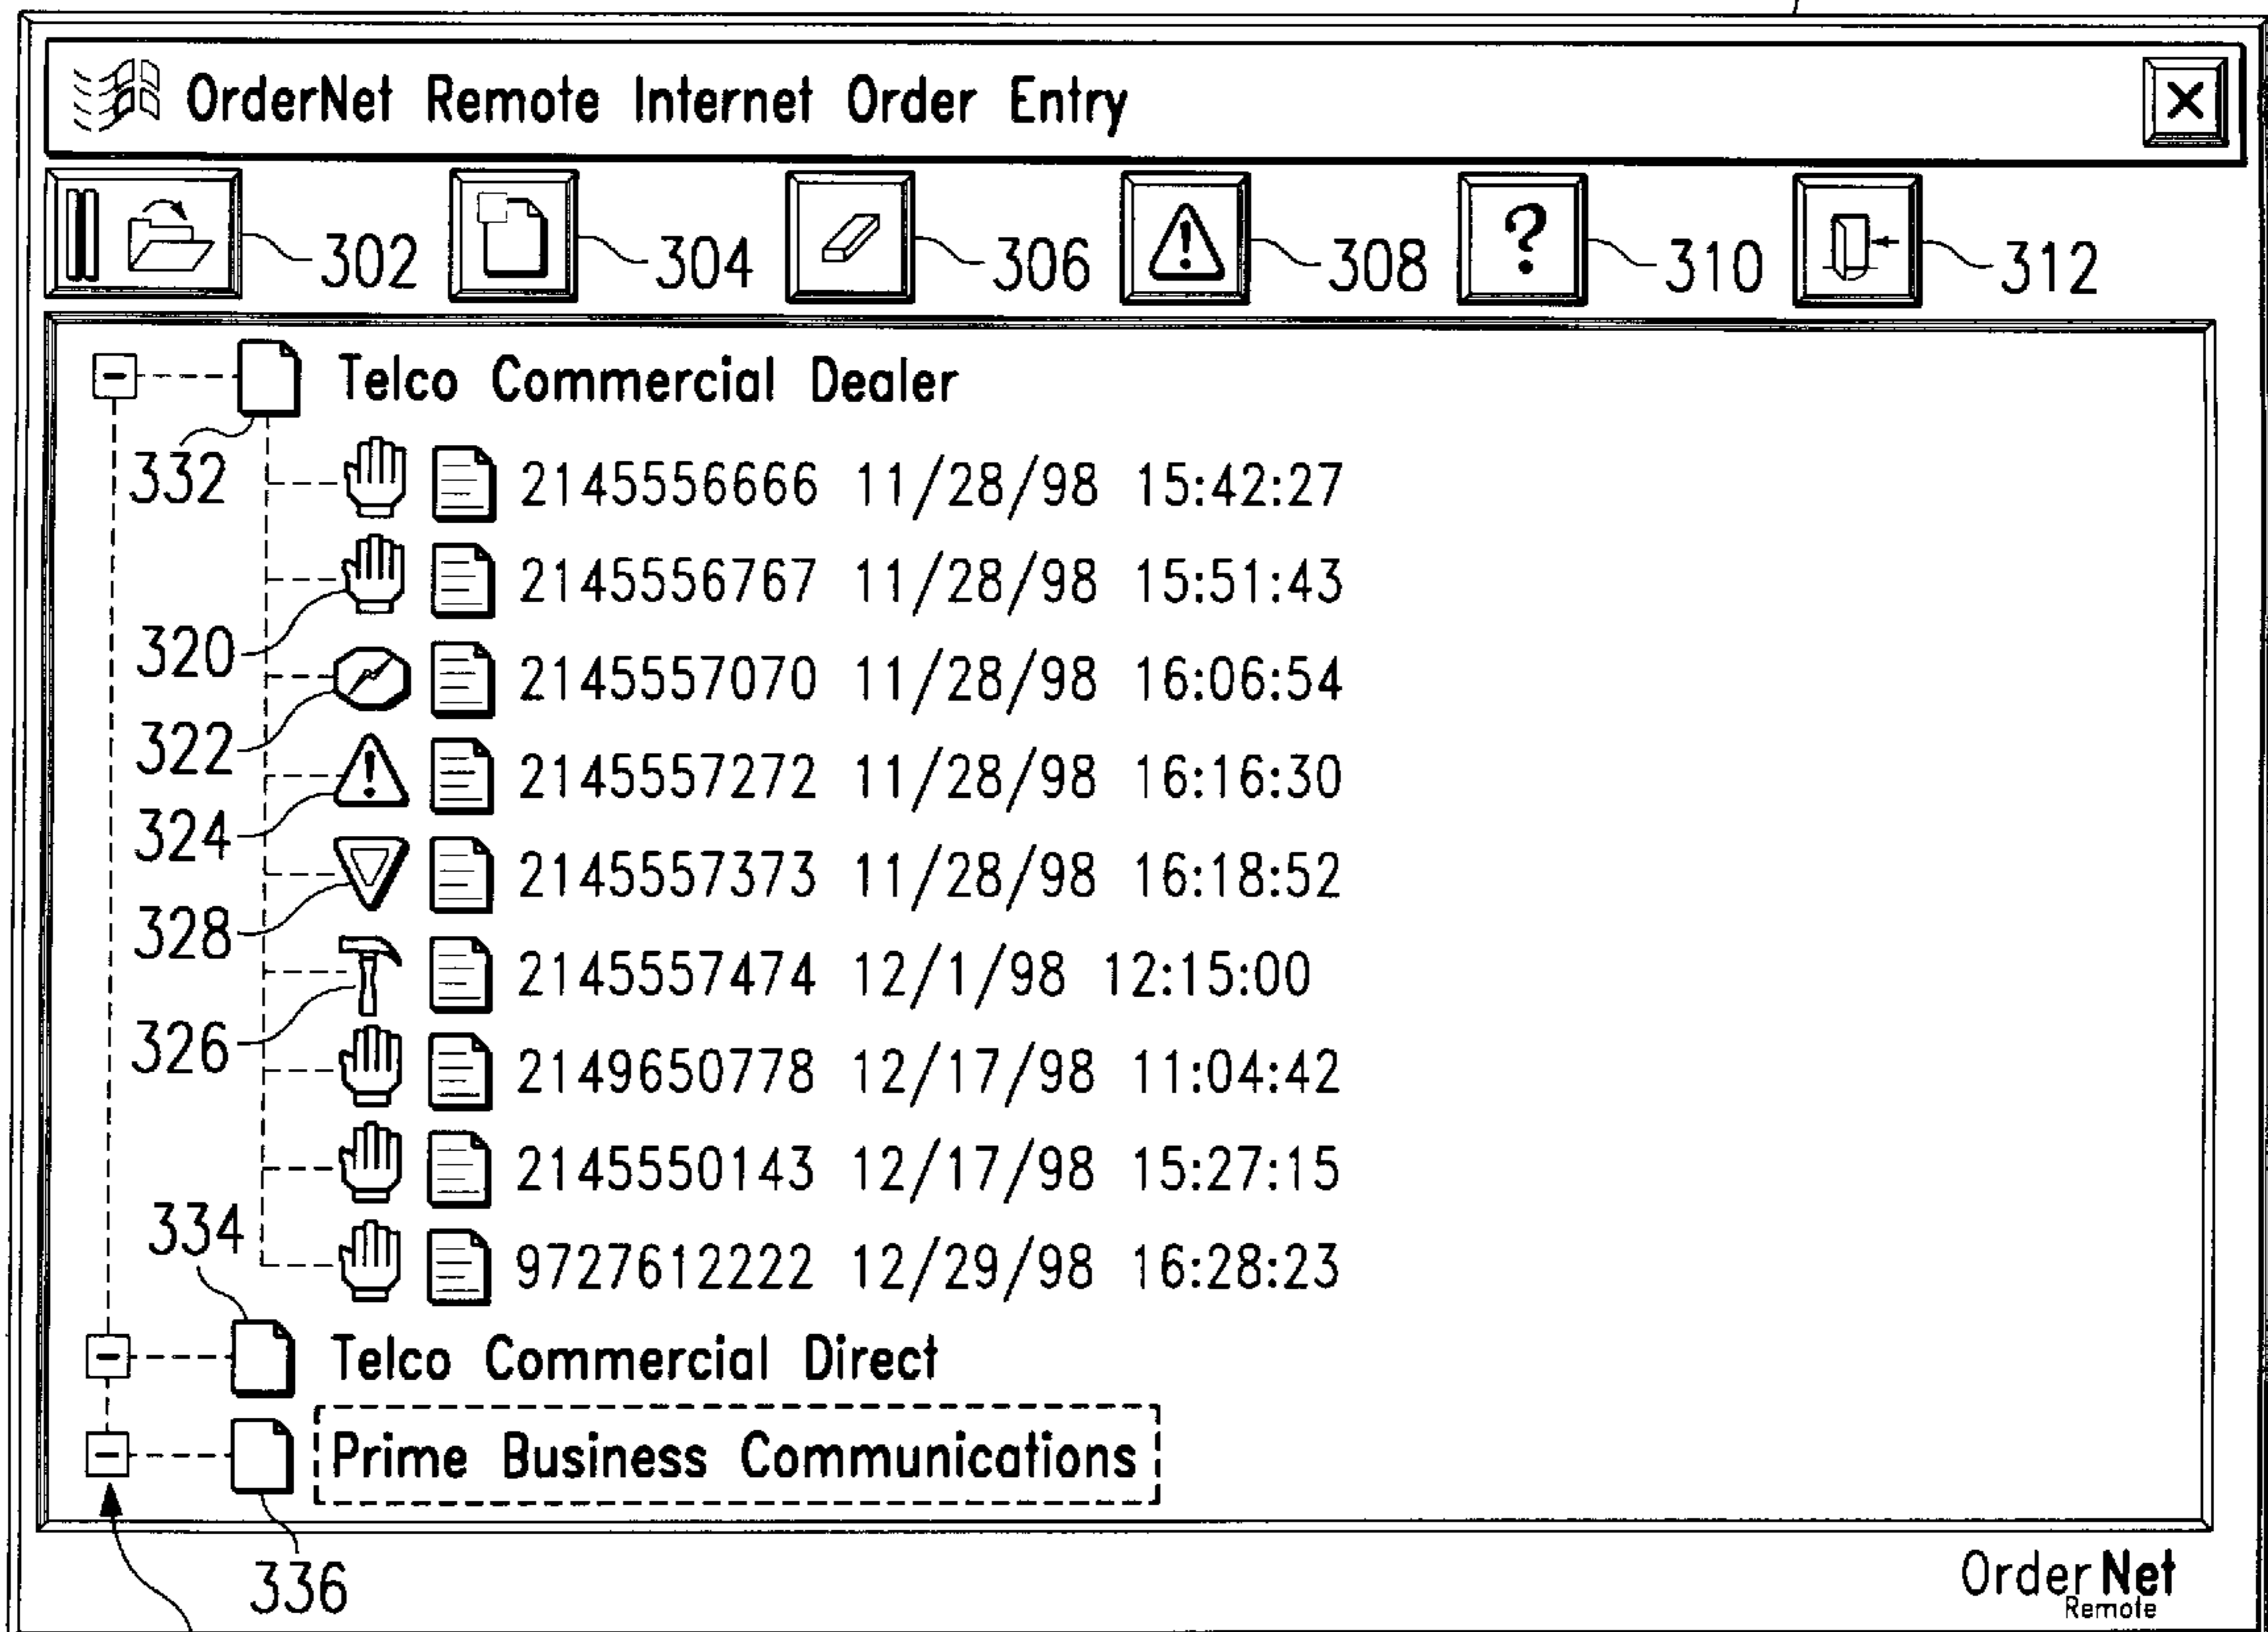 OrderNet Remote Internet Order Entry
302 304 306 308 ? 310 312
Telco Commercial Dealer
332
2145556666 11/28/98 15:42:27
2145556767 11/28/98 15:51:43
320
2145557070 11/28/98 16:06:54
322
2145557272 11/28/98 16:16:30
324
2145557373 11/28/98 16:18:52
328
2145557474 12/1/98 12:15:00
326
2149650778 12/17/98 11:04:42
2145550143 12/17/98 15:27:15
334
9727612222 12/29/98 16:28:23
Telco Commercial Direct
Prime Business Communications
336
OrderNet
Remote